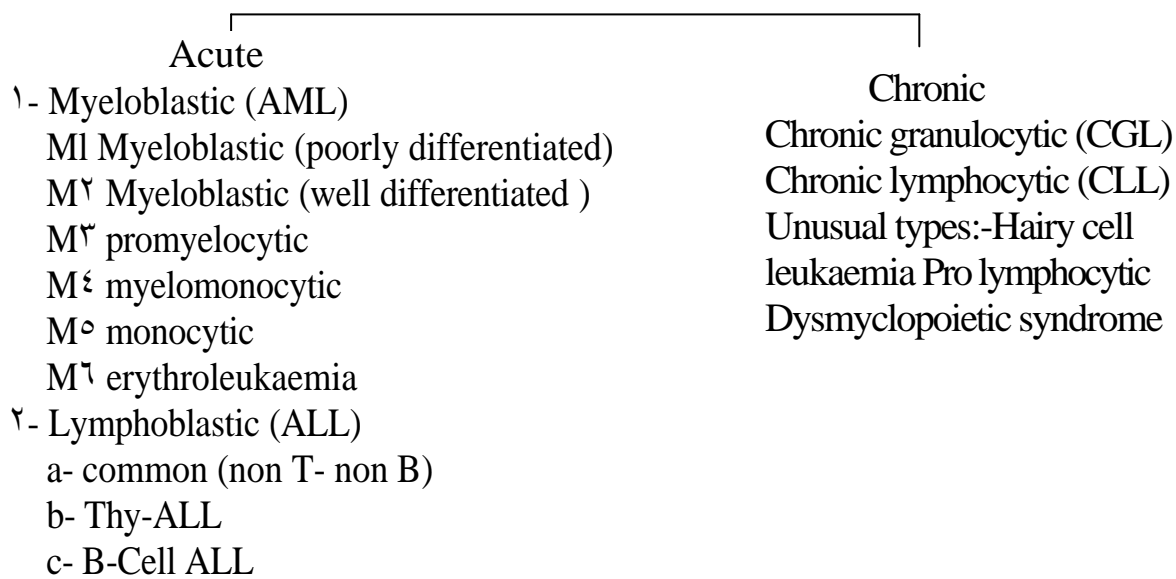 Acute
١- Myeloblastic (AML)
Ml Myeloblastic (poorly differentiated)
M٢ Myeloblastic (well differentiated )
M٣ promyelocytic
M٤ myelomonocytic
M٥ monocytic
M٦ erythroleukaemia
٢- Lymphoblastic (ALL)
a- common (non T- non B)
b- Thy-ALL
c- B-Cell ALL
Chronic
Chronic granulocytic (CGL)
Chronic lymphocytic (CLL)
Unusual types:-Hairy cell
leukaemia Pro lymphocytic
Dysmyclopoietic syndrome